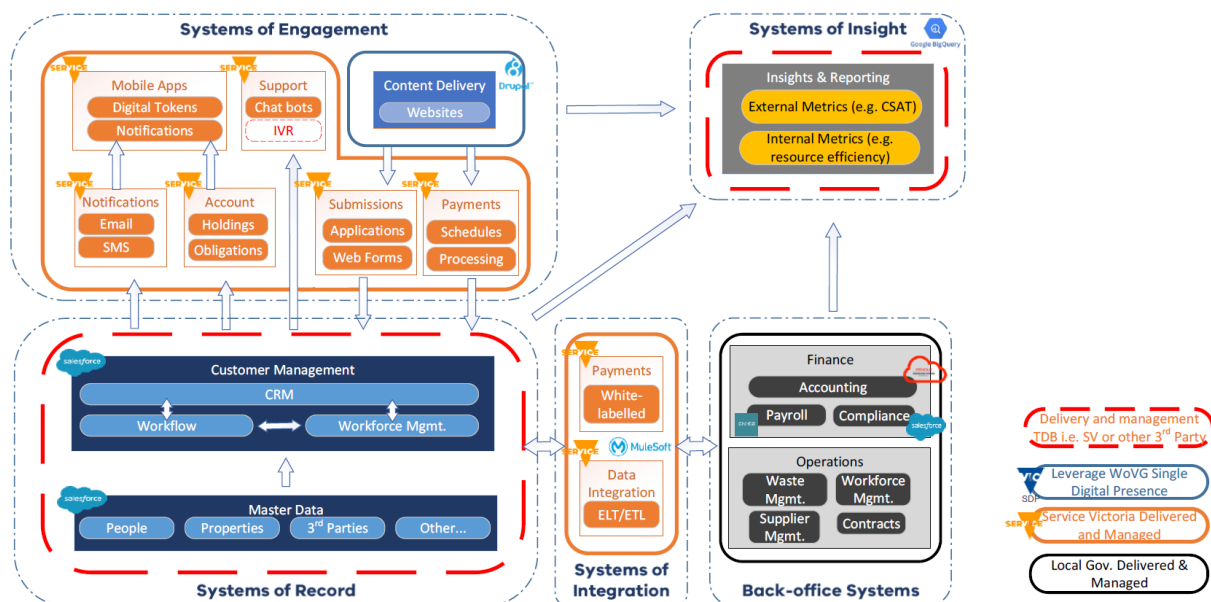 Systems of Engagement
SERVICE
Mobile Apps
Digital Tokens
Notifications
SERVICE
Support
Chat bots
IVR
Content Delivery
Websites
Drupal™
SERVICE
Notifications
Email
SMS
SERVICE
Account
Holdings
Obligations
SERVICE
Submissions
Applications
Web Forms
SERVICE
Payments
Schedules
Processing
Systems of Insight
Google BigQuery
Insights & Reporting
External Metrics (e.g. CSAT)
Internal Metrics (e.g.
resource efficiency)
salesforce
Customer Management
CRM
Workflow
Workforce Mgmt.
salesforce
Master Data
People
Properties
3rd Parties
Other...
Systems of Record
SERVICE
Payments
White-
labelled
MuleSoft
SERVICE
Data
Integration
ELT/ETL
Systems of
Integration
Finance
Accounting
Payroll
Compliance
salesforce
Operations
Waste
Mgmt.
Workforce
Mgmt.
Supplier
Mgmt.
Contracts
Back-office Systems
Delivery and management
TDB i.e. SV or other 3rd Party
Leverage WoVG Single
Digital Presence
SDP
SERVICE
Service Victoria Delivered
and Managed
Local Gov. Delivered &
Managed